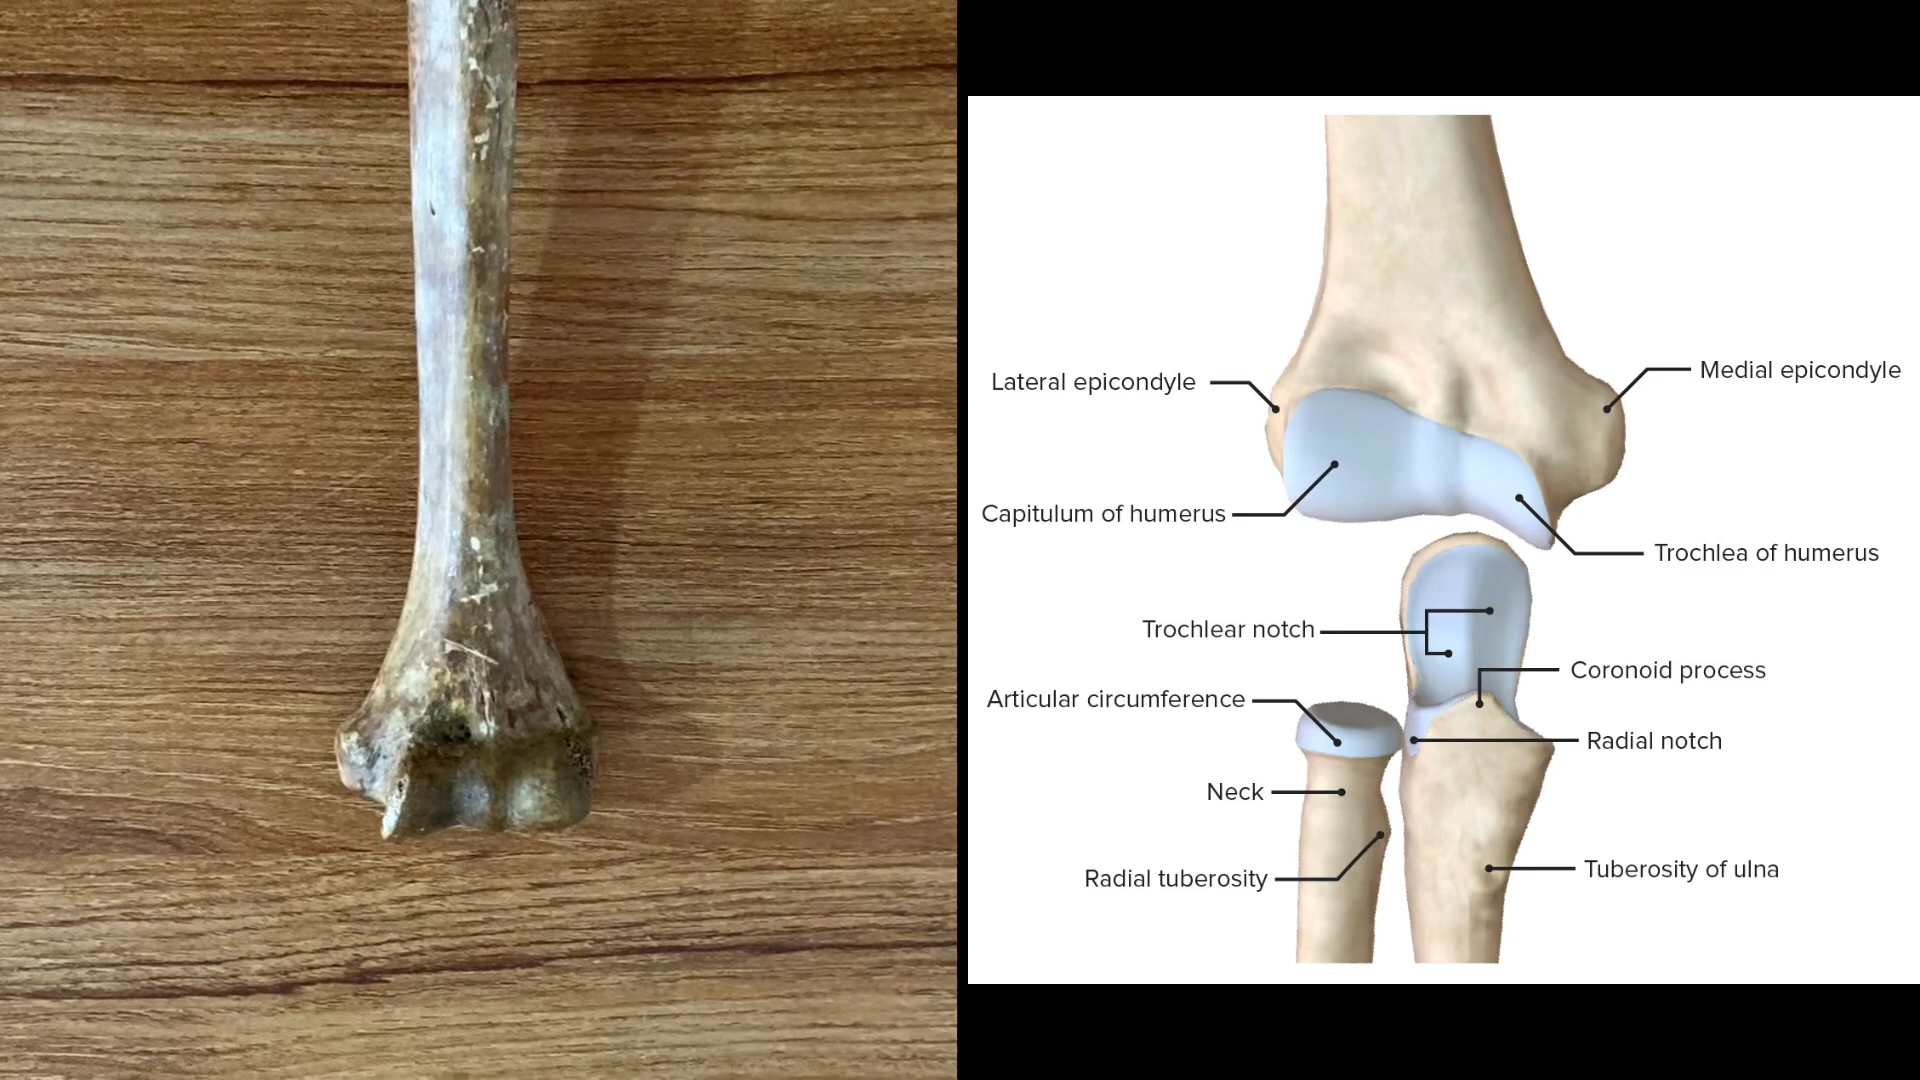 Lateral epicondyle
Medial epicondyle
Capitulum of humerus
Trochlea of humerus
Trochlear notch
Coronoid process
Articular circumference
Radial notch
Neck
Radial tuberosity
Tuberosity of ulna